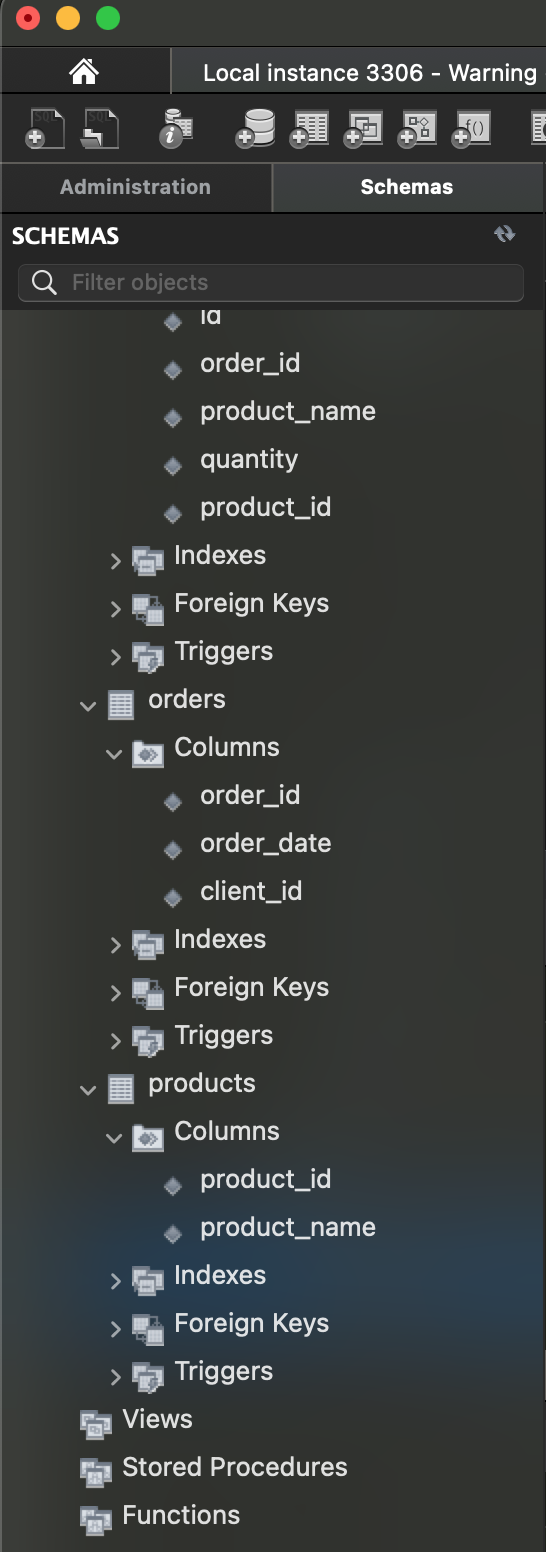 Local instance 3306 - Warning
SQL
SQL
f()
Administration
Schemas
SCHEMAS
Filter objects
id
order_id
product_name
quantity
product_id
Indexes
Foreign Keys
Triggers
orders
Columns
order_id
order_date
client_id
Indexes
Foreign Keys
Triggers
products
Columns
product_id
product_name
Indexes
Foreign Keys
Triggers
Views
Stored Procedures
Functions